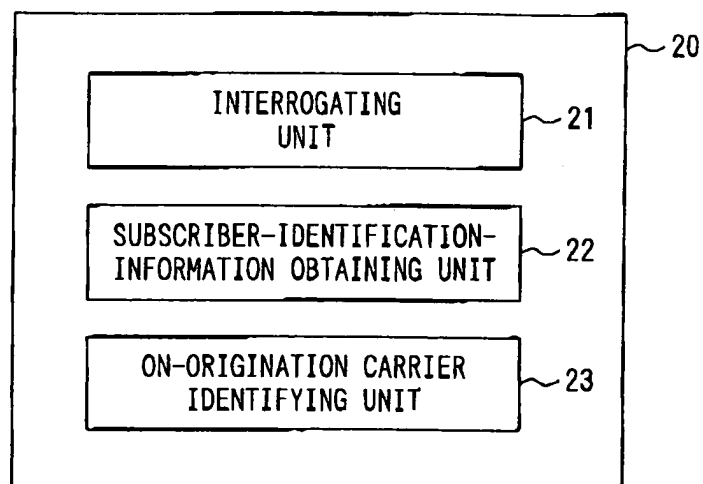 20
INTERROGATING
UNIT
21
SUBSCRIBER-IDENTIFICATION-
INFORMATION OBTAINING UNIT
22
ON-ORIGINATION CARRIER
IDENTIFYING UNIT
23